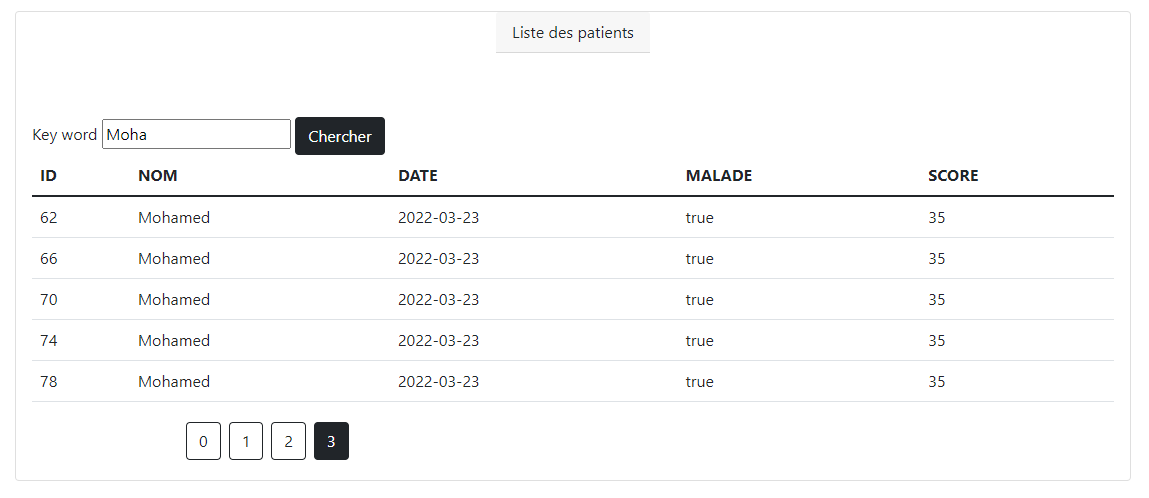 Liste des patients
Key word Moha Chercher
ID NOM DATE MALADE SCORE
62 Mohamed 2022-03-23 true 35
66 Mohamed 2022-03-23 true 35
70 Mohamed 2022-03-23 true 35
74 Mohamed 2022-03-23 true 35
78 Mohamed 2022-03-23 true 35
0 1 2 3